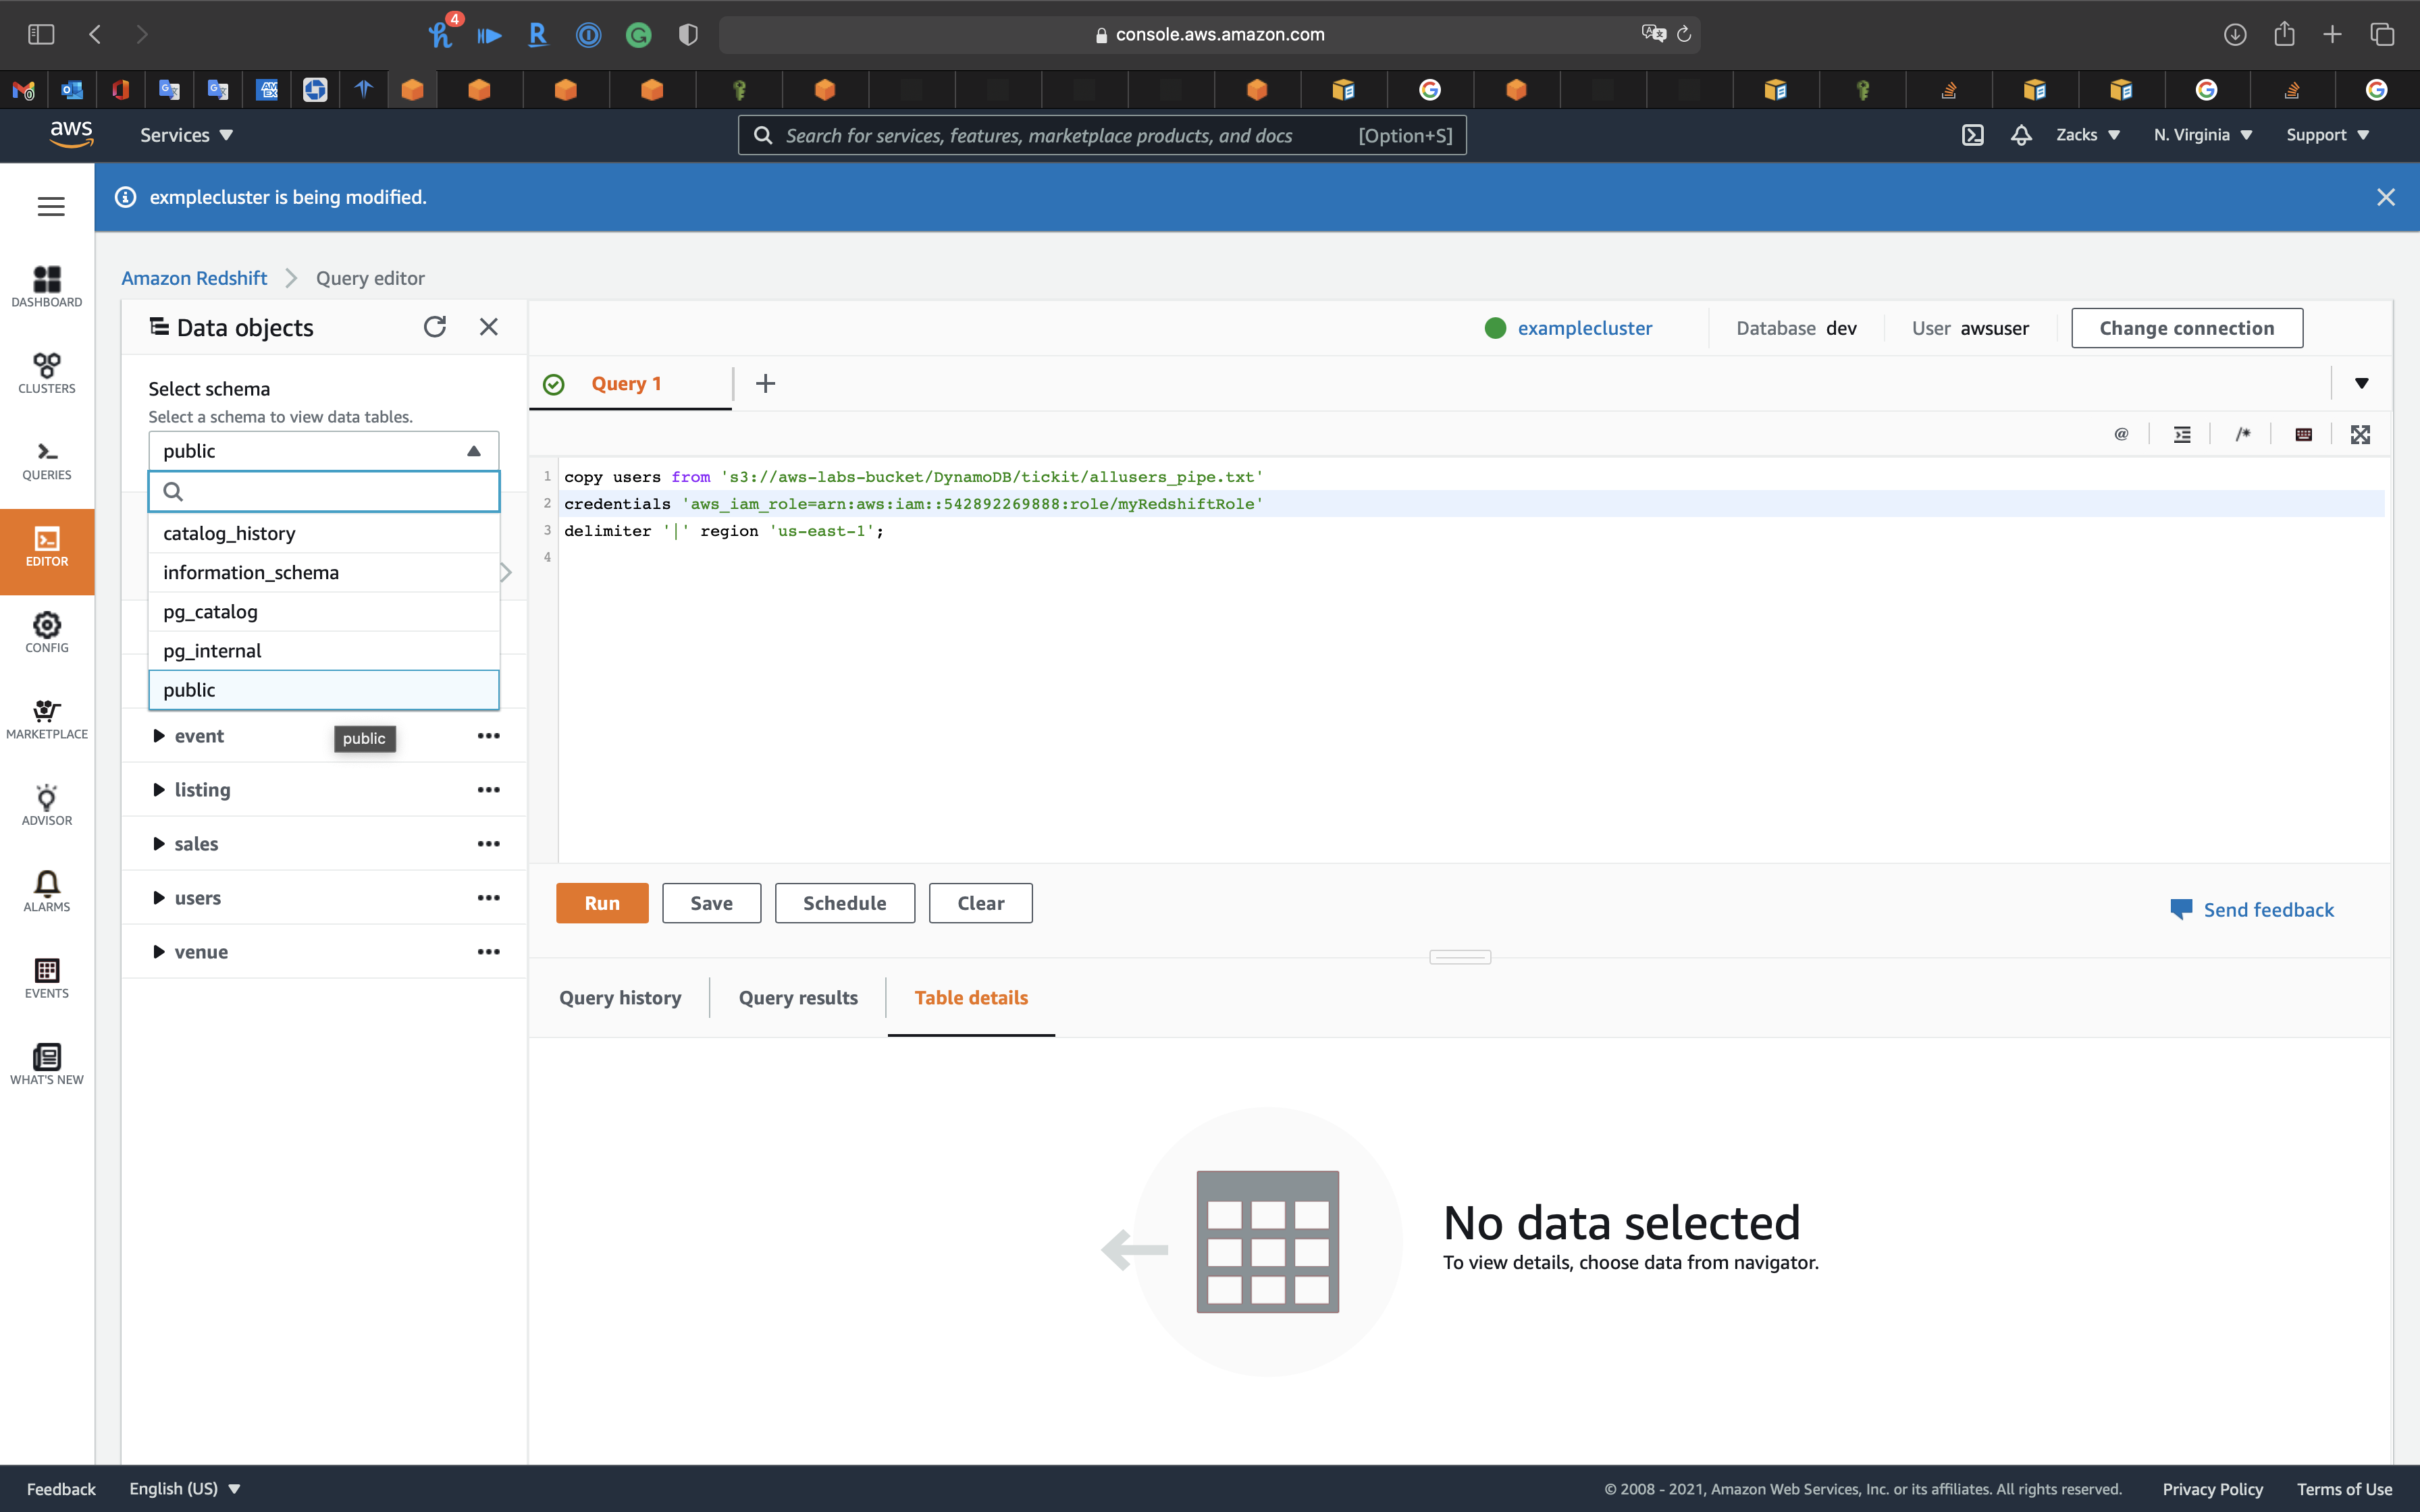 4
console.aws.amazon.com
aws
Services
Search for services, features, marketplace products, and docs
[Option+S]
Zacks
N. Virginia
Support
exmplecluster is being modified.
DASHBOARD
CLUSTERS
QUERIES
EDITOR
CONFIG
MARKETPLACE
ADVISOR
ALARMS
EVENTS
WHAT'S NEW
Amazon Redshift
Query editor
Data objects
Select schema
Select a schema to view data tables.
public
catalog_history
information_schema
pg_catalog
pg_internal
public
event
public
listing
sales
users
venue
examplecluster
Database dev
User awsuser
Change connection
Query 1
@
/*
1 copy users from 's3://aws-labs-bucket/DynamoDB/tickit/allusers_pipe.txt'
2 credentials 'aws_iam_role=arn:aws:iam::542892269888:role/myRedshiftRole'
3 delimiter '|' region 'us-east-1';
4
Run
Save
Schedule
Clear
Send feedback
Query history
Query results
Table details
No data selected
To view details, choose data from navigator.
Feedback
English (US)
© 2008 - 2021, Amazon Web Services, Inc. or its affiliates. All rights reserved.
Privacy Policy
Terms of Use